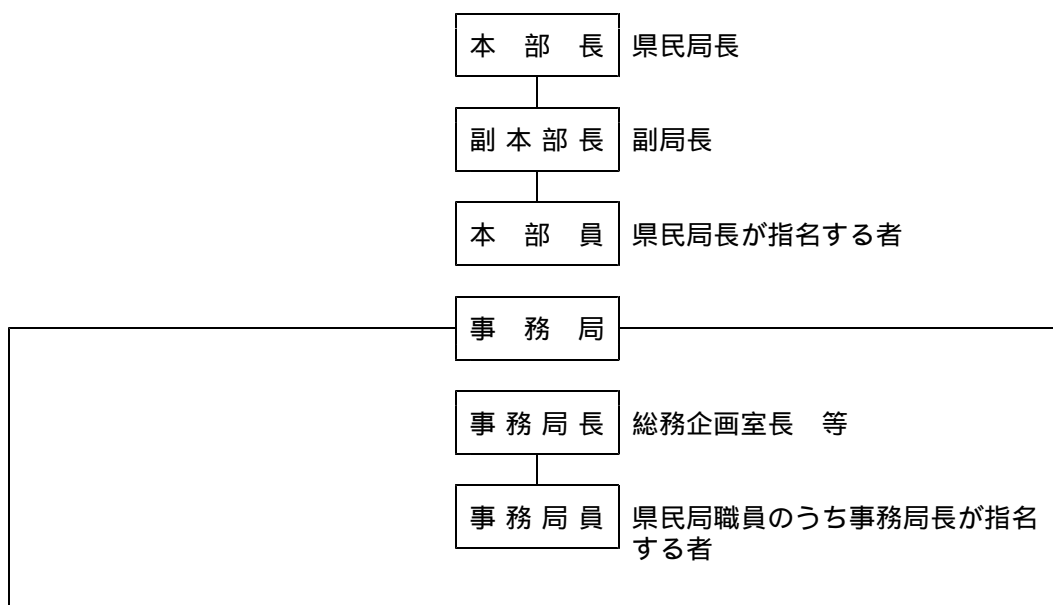 本部長 県民局長
副本部長 副局長
本部員 県民局長が指名する者
事務局
事務局長 総務企画室長　等
事務局員 県民局職員のうち事務局長が指名
する者